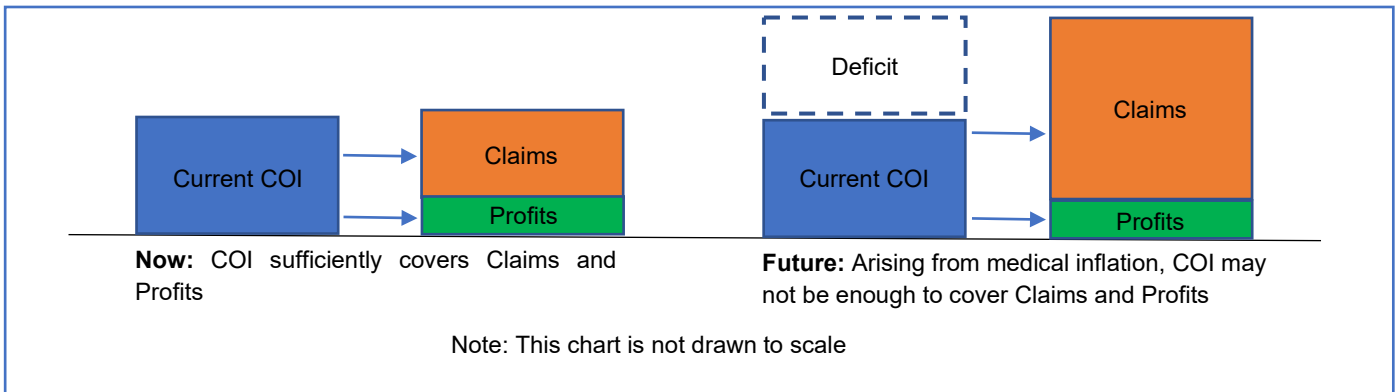 Deficit
Claims
Claims
Current COI
Current COI
Profits
Profits
Now: COI sufficiently covers Claims and
Profits
Future: Arising from medical inflation, COI may
not be enough to cover Claims and Profits
Note: This chart is not drawn to scale